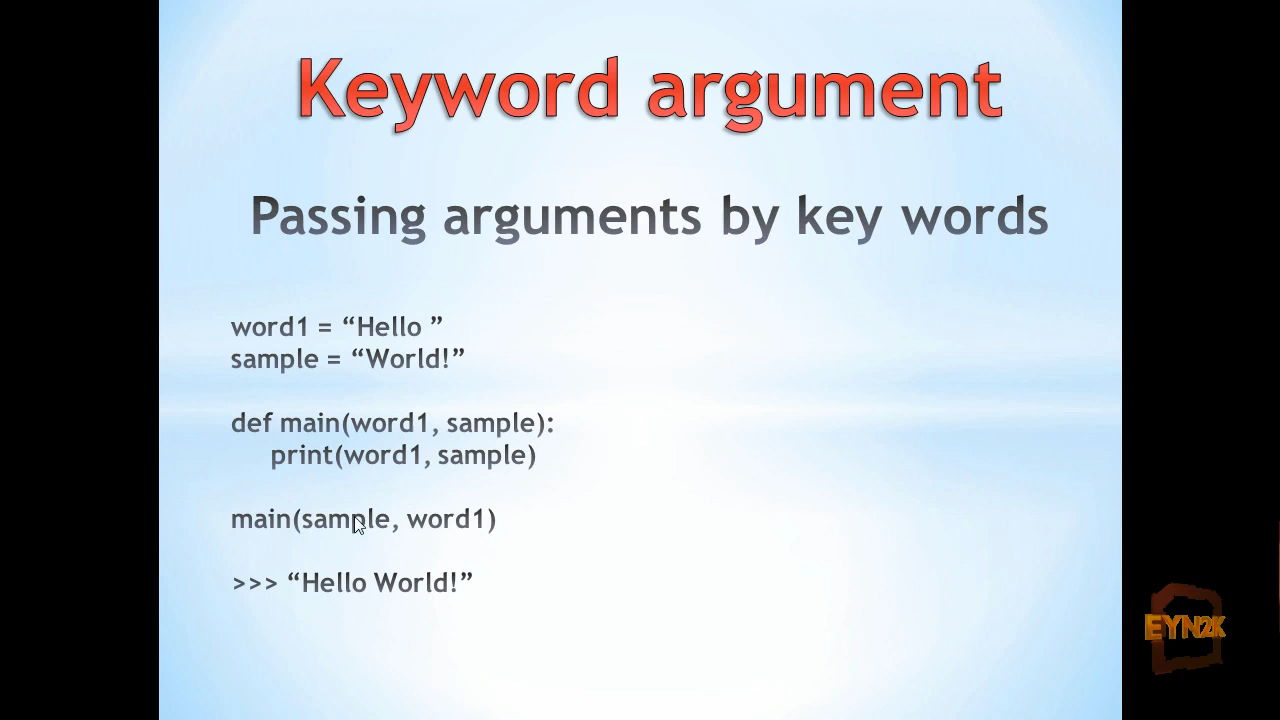 Keyword argument
Passing arguments by key words
word1 = “Hello ”
sample = “World!”
def main(word1, sample):
print(word1, sample)
main(sample, word1)
>>> “Hello World!”
EYN2K